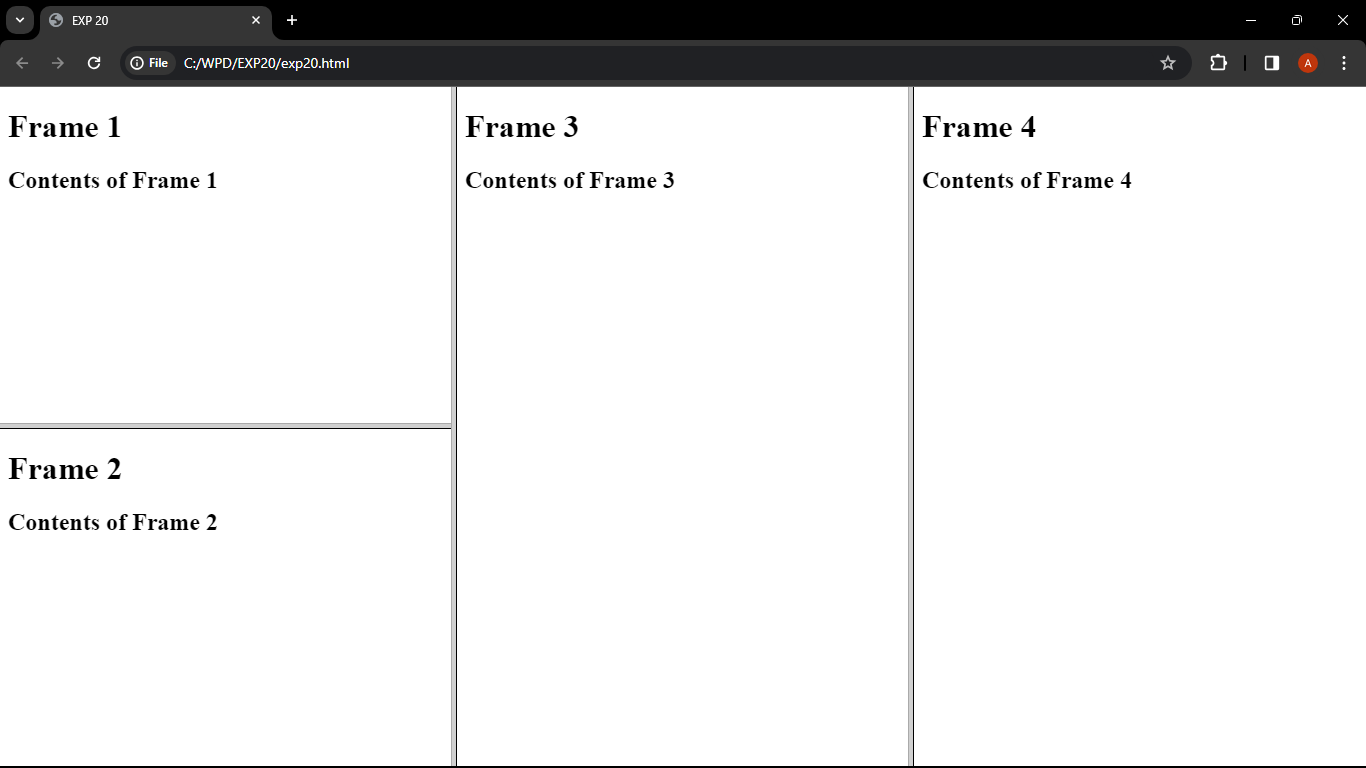 EXP 20
File C:/WPD/EXP20/exp20.html
A
Frame 1
Contents of Frame 1
Frame 2
Contents of Frame 2
Frame 3
Contents of Frame 3
Frame 4
Contents of Frame 4